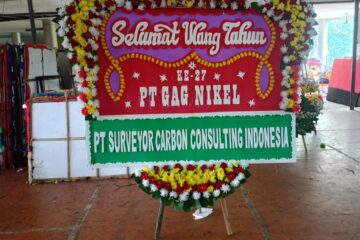 Selamat Ulang Tahun
KE-27
PT GAG NIKEL
PT SURVEYOR CARBON CONSULTING INDONESIA